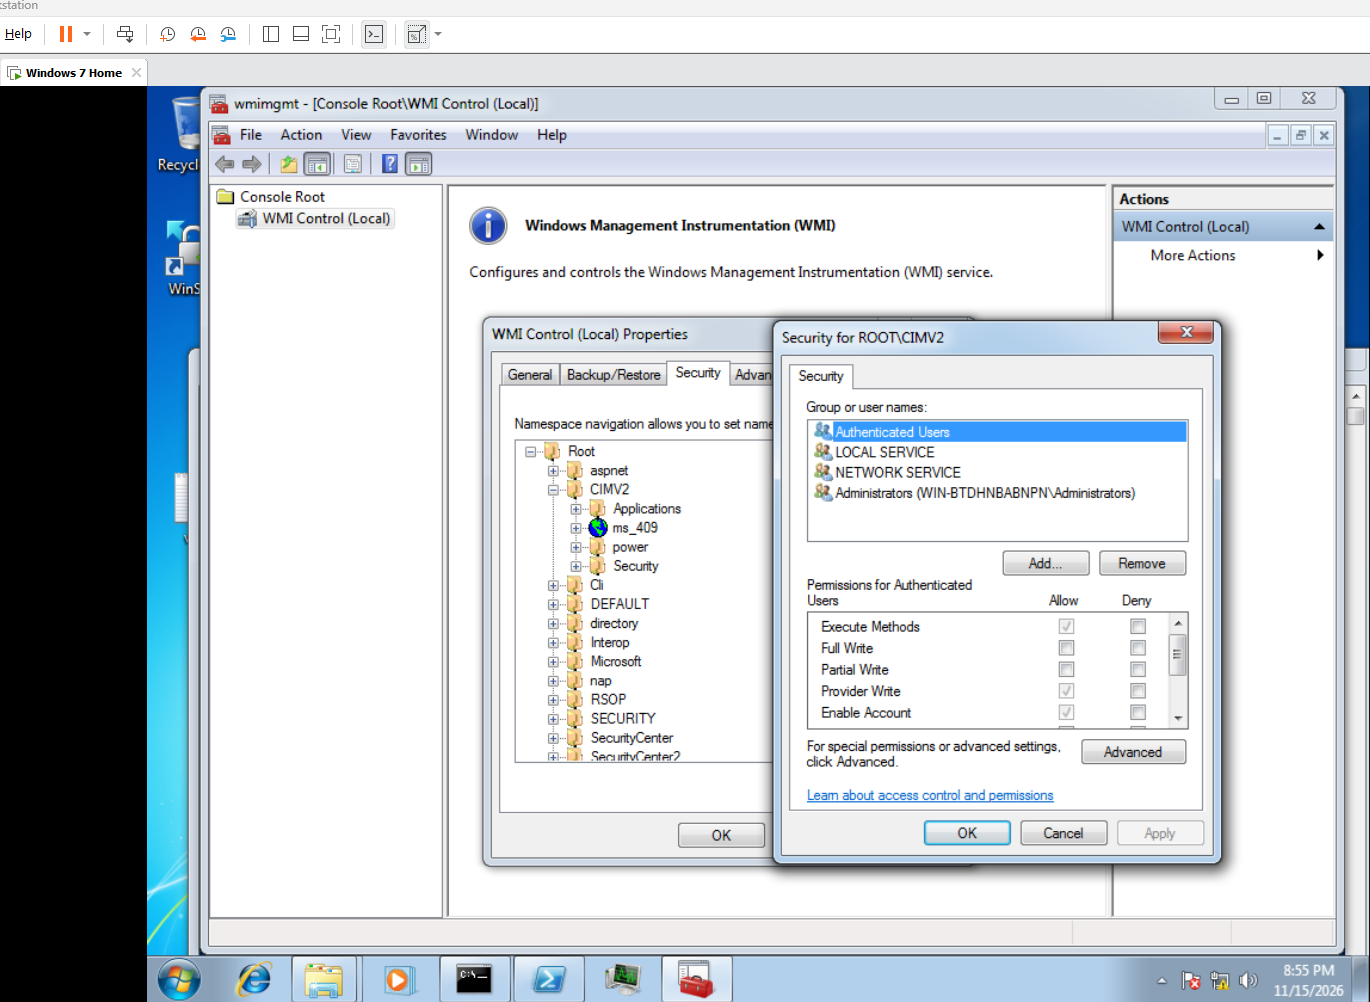 kstation
Help
Windows 7 Home
wmimgmt - [Console Root\WMI Control (Local)]
File Action View Favorites Window Help
Console Root
WMI Control (Local)
Windows Management Instrumentation (WMI)
Configures and controls the Windows Management Instrumentation (WMI) service.
Actions
WMI Control (Local)
More Actions
Recycl
WinS
WMI Control (Local) Properties
General Backup/Restore Security Advan
Namespace navigation allows you to set name
Root
aspnet
CIMV2
Applications
ms_409
power
Security
Cli
DEFAULT
directory
Interop
Microsoft
nap
RSOP
SECURITY
SecurityCenter
SecurityCenter2
OK
Security for ROOT\CIMV2
Security
Group or user names:
Authenticated Users
LOCAL SERVICE
NETWORK SERVICE
Administrators (WIN-BTDHNBABNPN\Administrators)
Add... Remove
Permissions for Authenticated
Users Allow Deny
Execute Methods
Full Write
Partial Write
Provider Write
Enable Account
For special permissions or advanced settings,
click Advanced.
Advanced
Learn about access control and permissions
OK Cancel Apply
C:\_
8:55 PM
11/15/2026